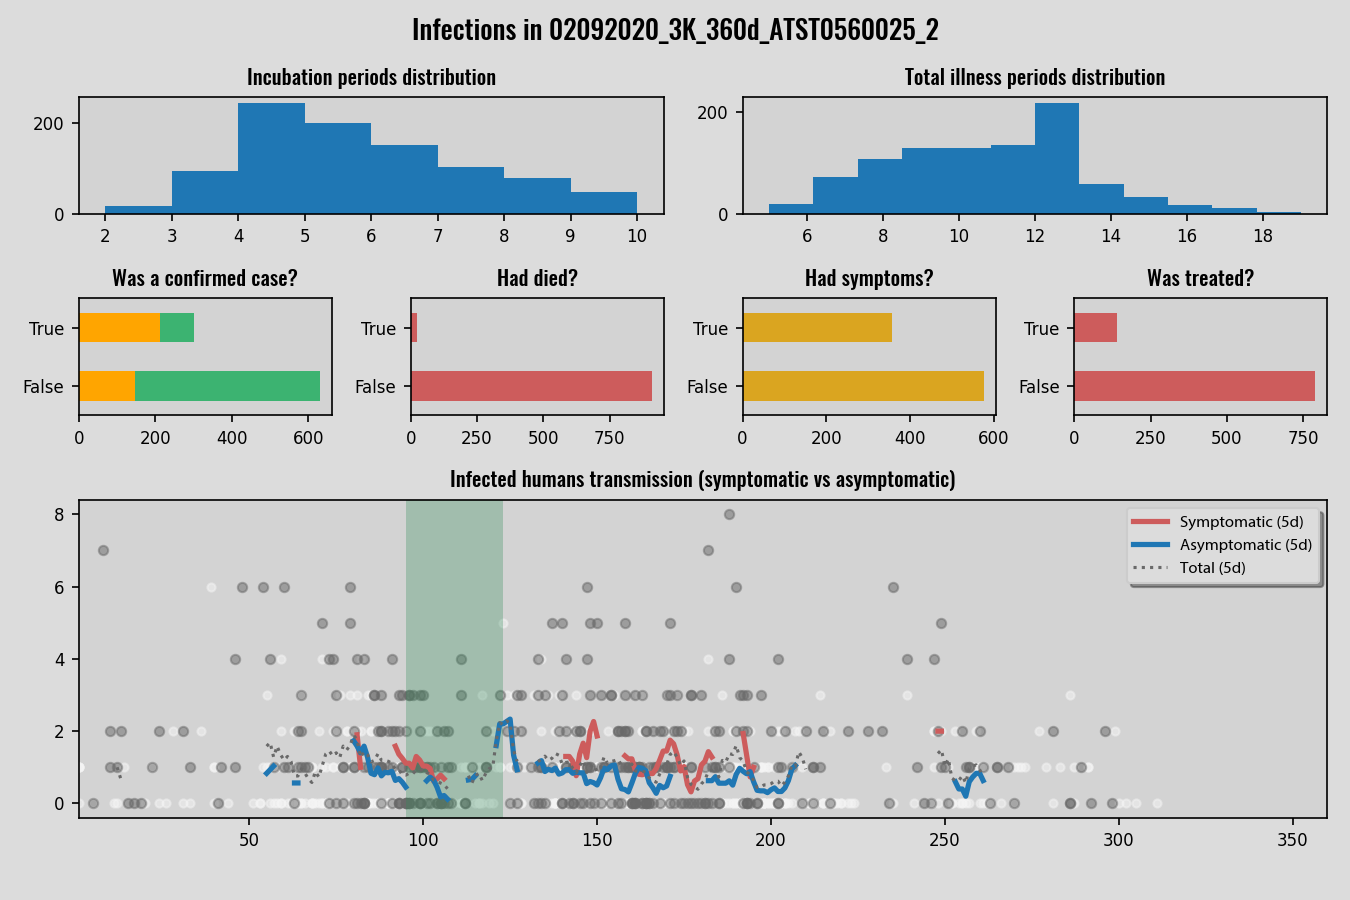 Infections in 02092020_3K_360d_ATST0560025_2
Incubation periods distribution
Total illness periods distribution
200
0
2 3 4 5 6 7 8 9 10
200
0
6 8 10 12 14 16 18
Was a confirmed case?
Had died?
Had symptoms?
Was treated?
True
False
0 200 400 600
True
False
0 250 500 750
True
False
0 200 400 600
True
False
0 250 500 750
Infected humans transmission (symptomatic vs asymptomatic)
8
6
4
2
0
Symptomatic (5d)
Asymptomatic (5d)
Total (5d)
50 100 150 200 250 300 350